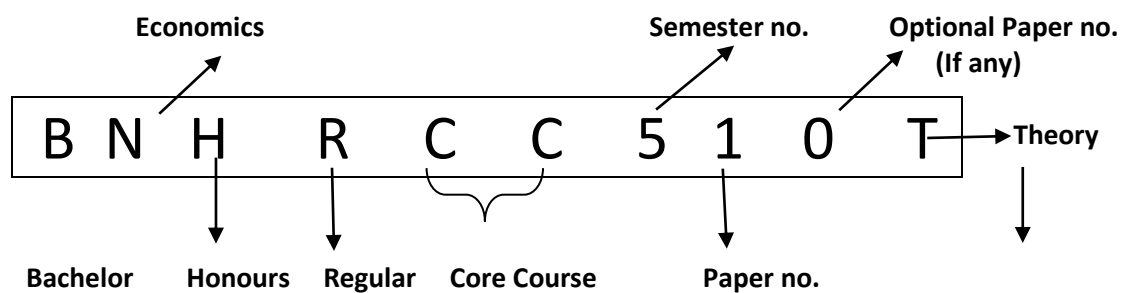 Economics Semester no. Optional Paper no.
(If any)
B N H R C C 5 1 0 T Theory
Bachelor Honours Regular Core Course Paper no.